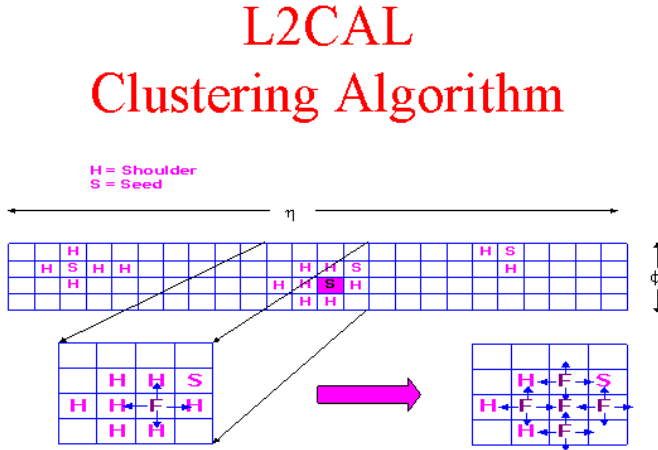 L2CAL
Clustering Algorithm
H = Shoulder
S = Seed
η
H H S
H S H H H H S H
H H H S H
H H
ϕ
H H S H F S
H H F H H F F F
H H H F